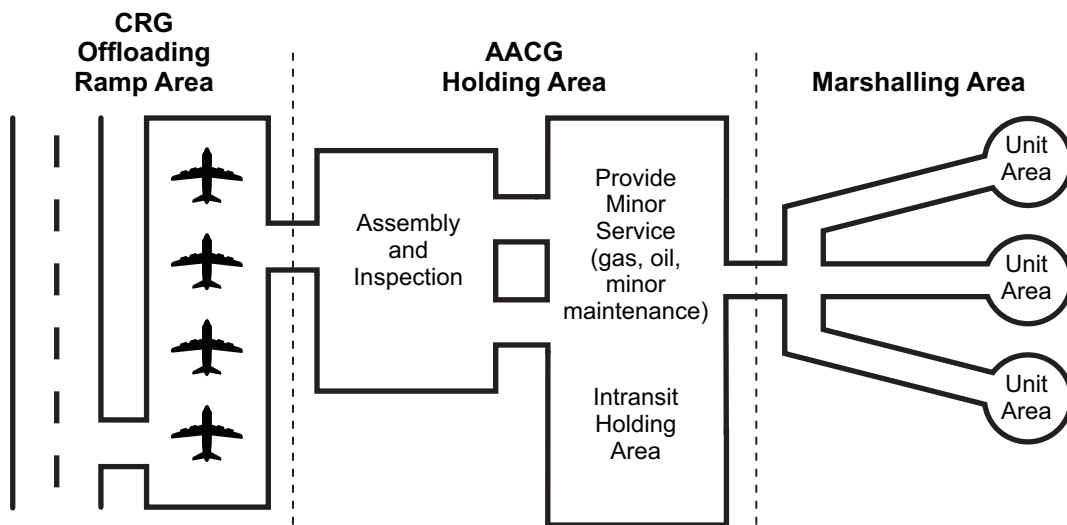 CRG
Offloading
Ramp Area
AACG
Holding Area
Marshalling Area
Assembly
and
Inspection
Provide
Minor
Service
(gas, oil,
minor
maintenance)
Intransit
Holding
Area
Unit
Area
Unit
Area
Unit
Area